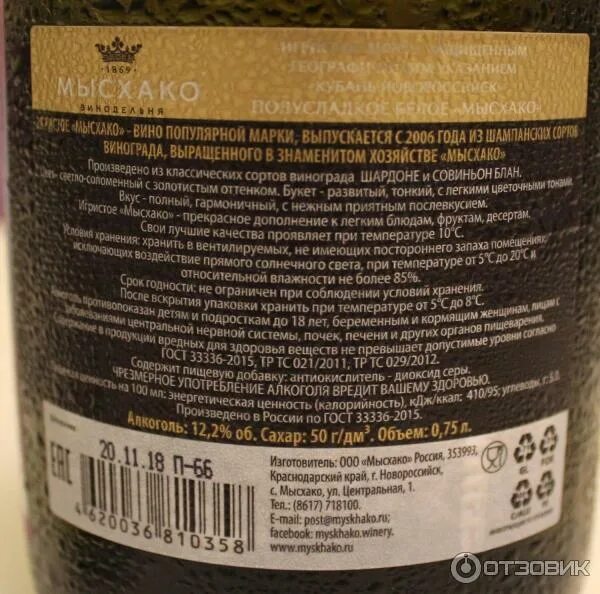 1869
МЫСХАКО
ВИНОДЕЛЬНЯ
ИГРИСТОЕ ЗАЩИЩЕННЫМ
ГЕОГРАФИЧЕСКИМ УКАЗАНИЕМ
«КУБАНЬ. НОВОРОССИЙСК»
ПОЛУСЛАДКОЕ БЕЛОЕ «МЫСХАКО»
ИГРИСТОЕ «МЫСХАКО» - ВИНО ПОПУЛЯРНОЙ МАРКИ, ВЫПУСКАЕТСЯ С 2006 ГОДА ИЗ ШАМПАНСКИХ СОРТОВ
ВИНОГРАДА, ВЫРАЩЕННОГО В ЗНАМЕНИТОМ ХОЗЯЙСТВЕ «МЫСХАКО»
Произведено из классических сортов винограда ШАРДОНЕ и СОВИНЬОН БЛАН.
Цвет- светло-соломенный с золотистым оттенком. Букет - развитый, тонкий, с легкими цветочными тонами.
Вкус - полный, гармоничный, с нежным приятным послевкусием.
Игристое «Мысхако» - прекрасное дополнение к легким блюдам, фруктам, десертам.
Свои лучшие качества проявляет при температуре 10°С.
Условия хранения: хранить в вентилируемых, не имеющих постороннего запаха помещениях,
исключающих воздействие прямого солнечного света, при температуре от 5°С до 20°С и
относительной влажности не более 85%.
Срок годности: не ограничен при соблюдении условий хранения.
После вскрытия упаковки хранить при температуре от 5°С до 8°С.
Алкоголь противопоказан детям и подросткам до 18 лет, беременным и кормящим женщинам, лицам с
заболеваниями центральной нервной системы, почек, печени и других органов пищеварения.
Содержание в продукции вредных для здоровья веществ не превышает допустимые уровни согласно
ГОСТ 33336-2015, ТР ТС 021/2011, ТР ТС 029/2012.
Содержит пищевую добавку: антиокислитель - диоксид серы.
ЧРЕЗМЕРНОЕ УПОТРЕБЛЕНИЕ АЛКОГОЛЯ ВРЕДИТ ВАШЕМУ ЗДОРОВЬЮ.
Пищевая ценность на 100 мл: энергетическая ценность (калорийность), кДж/ккал: 410/95; углеводы, г: 5.0.
Произведено в России по ГОСТ 33336-2015.
Алкоголь: 12,2% об. Сахар: 50 г/дм³. Объем: 0,75 л.
EAC
20.11.18 П-66
4620036810358
Изготовитель: ООО «Мысхако» Россия, 353993,
Краснодарский край, г. Новороссийск,
с. Мысхако, ул. Центральная, 1.
Тел.: (8617) 718100.
E-mail: post@myskhako.ru;
facebook: myskhako.winery.
www.myskhako.ru
GL
FOR
C/ALU
ОТЗОВИК